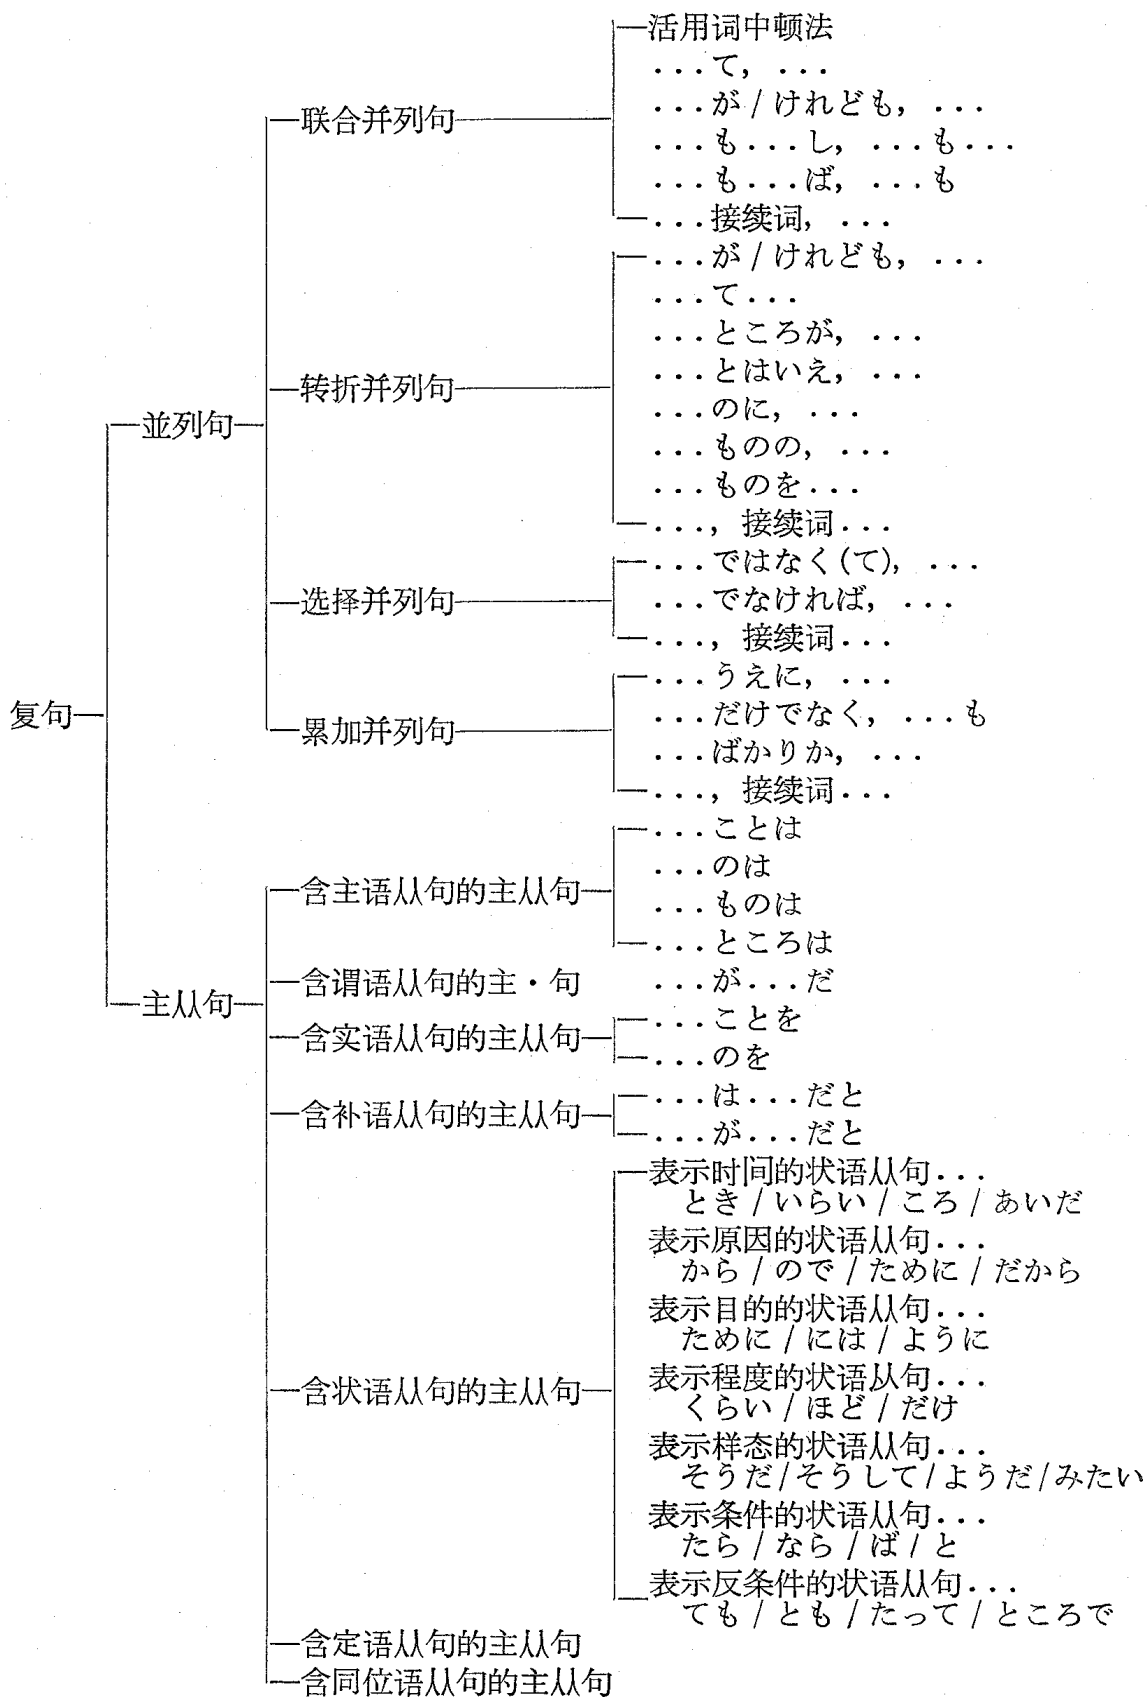 复句
並列句
联合并列句
活用词中顿法
...て, ...
...が/けれども, ...
...も...し, ...も...
...も...ば, ...も
...接续词, ...
转折并列句
...が/けれども, ...
...て...
...ところが, ...
...とはいえ, ...
...のに, ...
...ものの, ...
...ものを...
..., 接续词...
选择并列句
...ではなく(て), ...
...でなければ, ...
..., 接续词...
累加并列句
...うえに, ...
...だけでなく, ...も
...ばかりか, ...
..., 接续词...
主从句
含主语从句的主从句
...ことは
...のは
...ものは
...ところは
含谓语从句的主·句
...が...だ
含实语从句的主从句
...ことを
...のを
含补语从句的主从句
...は...だと
...が...だと
含状语从句的主从句
表示时间的状语从句...
とき/いらい/ころ/あいだ
表示原因的状语从句...
から/ので/ために/だから
表示目的的状语从句...
ために/には/ように
表示程度的状语从句...
くらい/ほど/だけ
表示样态的状语从句...
そうだ/そうして/ようだ/みたい
表示条件的状语从句...
たら/なら/ば/と
表示反条件的状语从句...
ても/とも/たって/ところで
含定语从句的主从句
含同位语从句的主从句